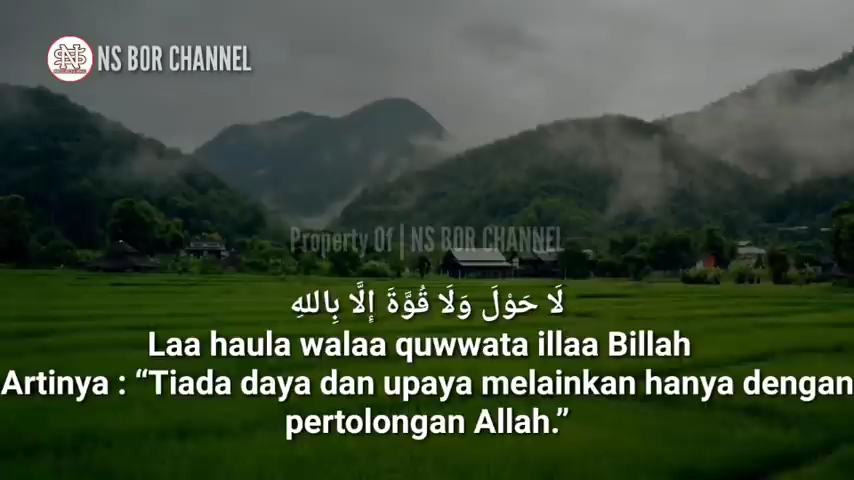 NS BOR CHANNEL
Property Of | NS BOR CHANNEL
لَا حَوْلَ وَلَا قُوَّةَ إِلَّا بِاللهِ
Laa haula walaa quwwata illaa Billah
Artinya : “Tiada daya dan upaya melainkan hanya dengan
pertolongan Allah.”